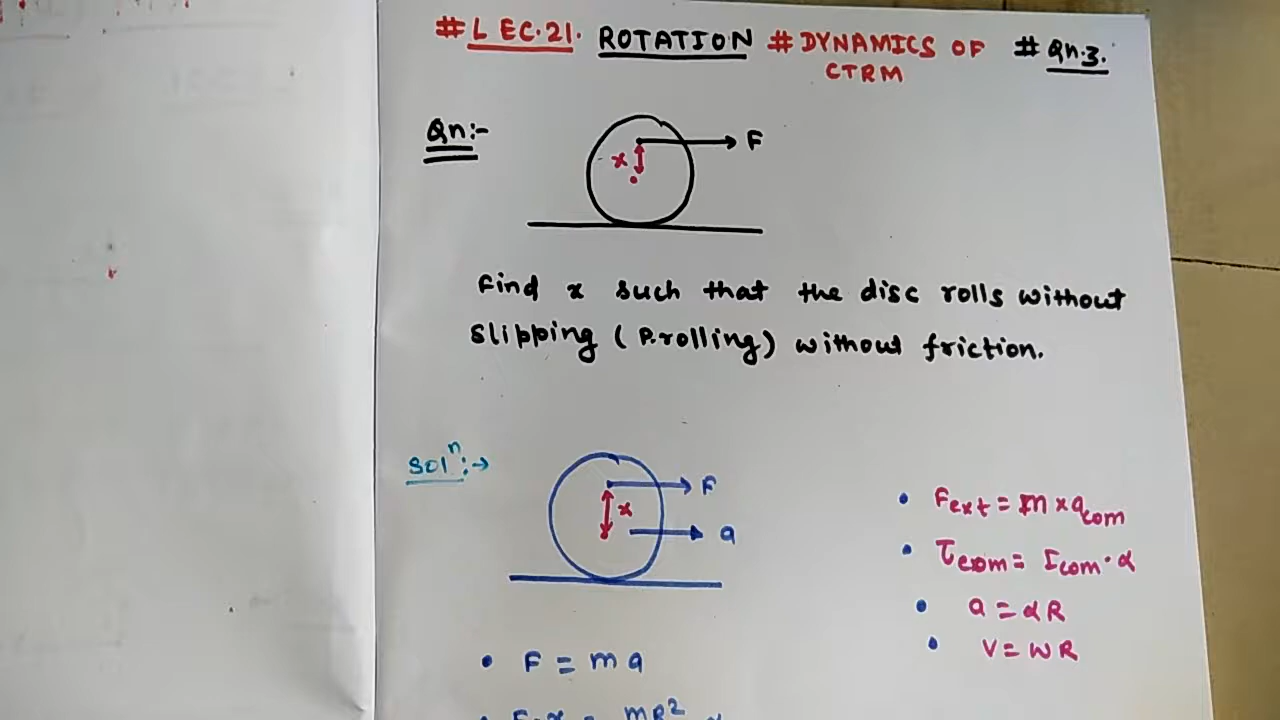 # LEC.21. ROTATION # DYNAMICS OF CTRM # Qn.3.
Qn:-
F
x
Find x such that the disc rolls without
slipping (P.rolling) without friction.
Solⁿ:→
F
x
a
• Fext = m × acom
• τcom = Icom·α
• a = αR
• v = ωR
• F = ma